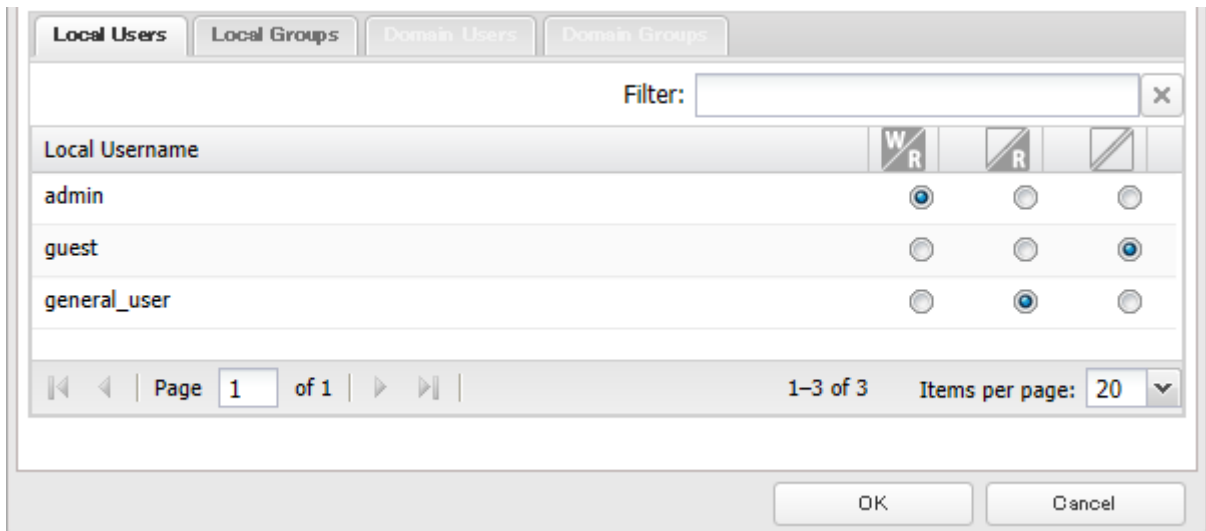 Local Users Local Groups Domain Users Domain Groups
Filter:
Local Username W/R R
admin
guest
general_user
Page 1 of 1 1–3 of 3 Items per page: 20
OK Cancel